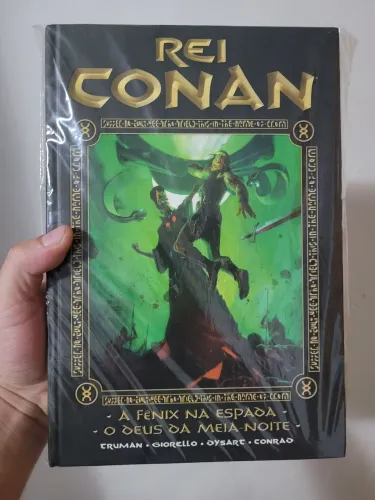 REI
CONAN
- A FÊNIX NA ESPADA -
- O DEUS DA MEIA-NOITE -
TRUMAN • GIORELLO • DYSART • CONRAD